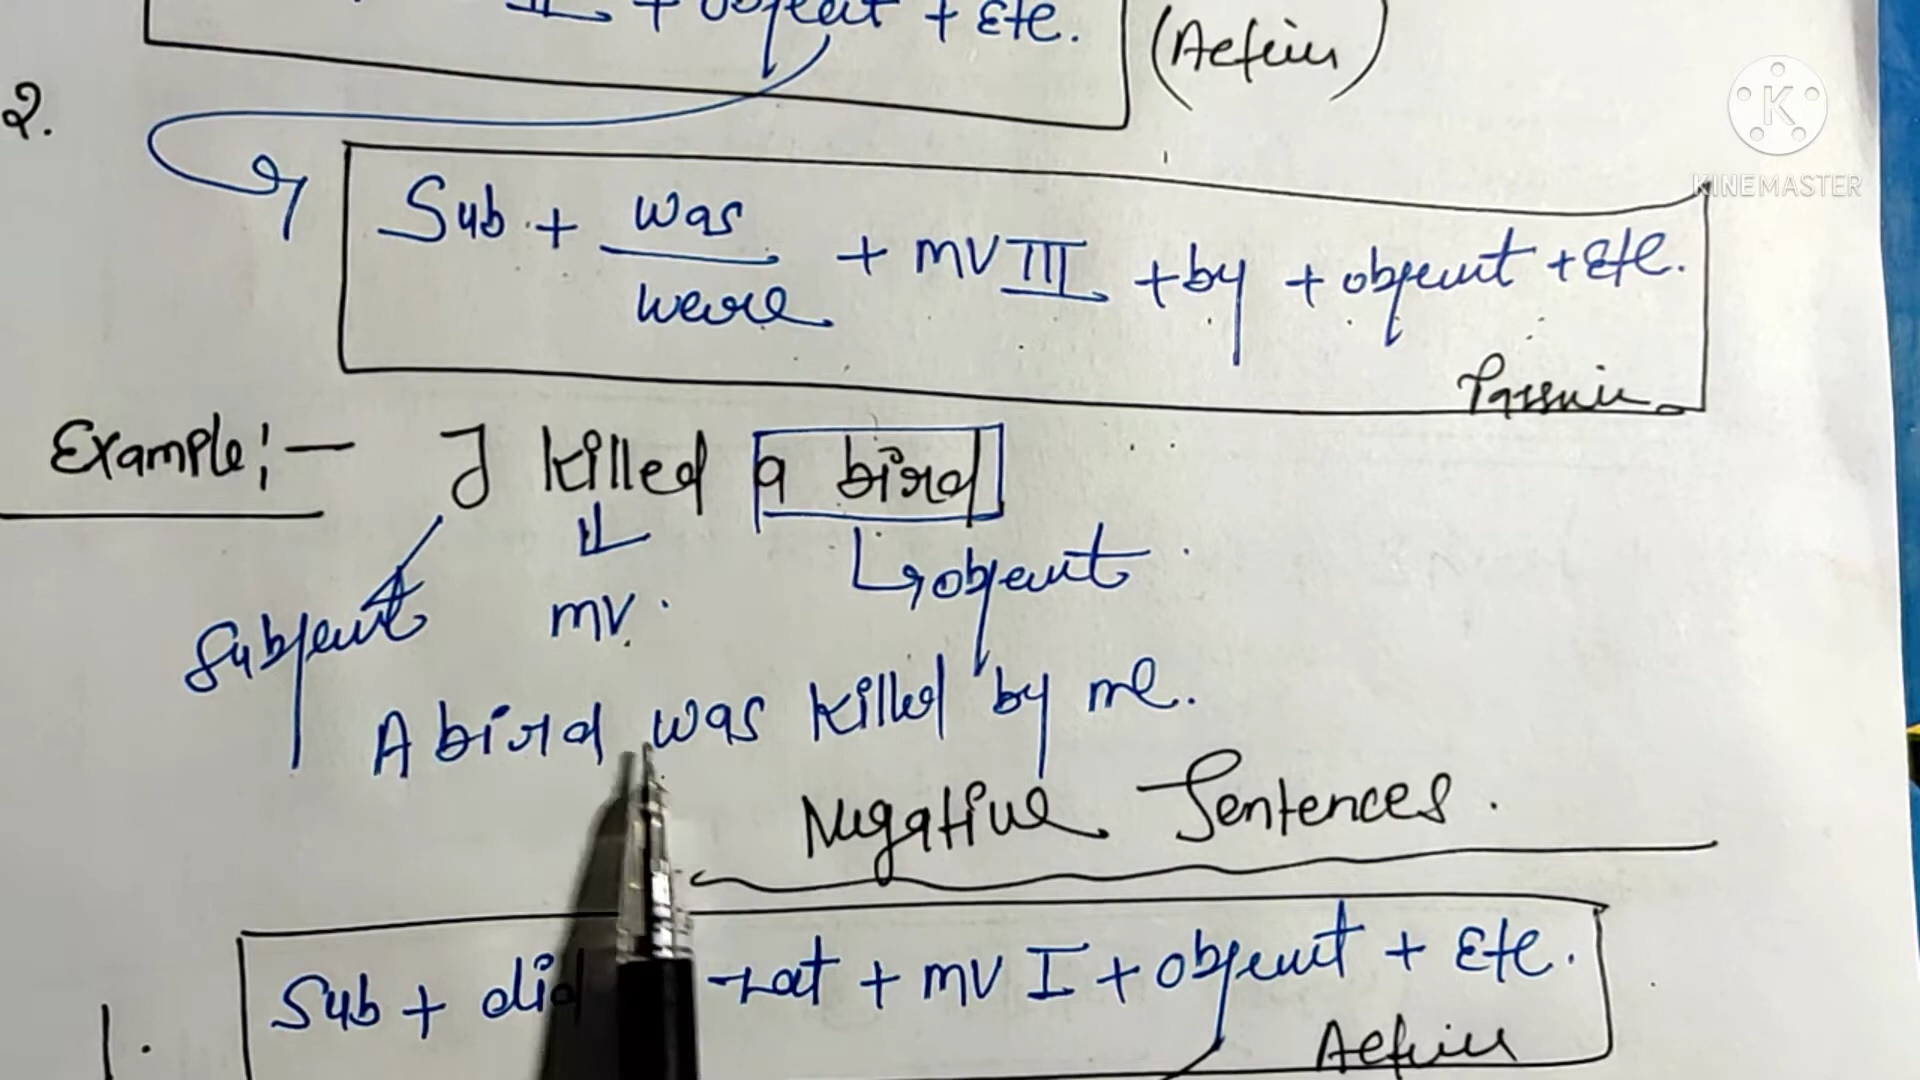 II + object + Etc.
(Active)
2.
Sub + was/were + MV III + by + object + Etc.
Passive
Example:- I killed a bird
Subject MV. object
A bird was killed by me.
Negative Sentences.
1. Sub + did not + MV I + object + Etc.
Active
KINEMASTER